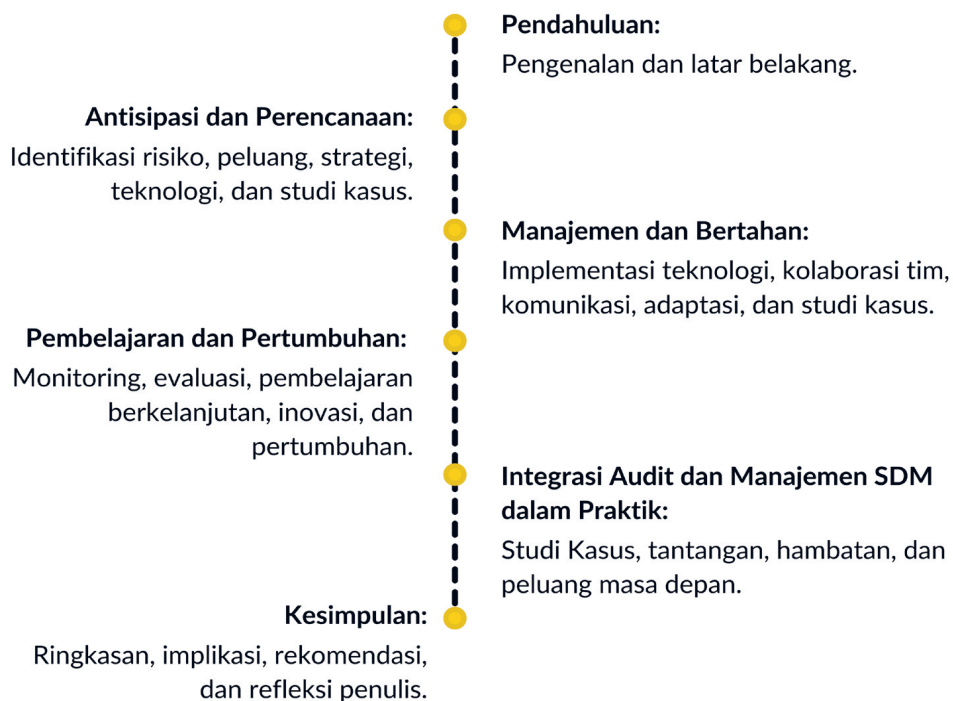 Pendahuluan:
Pengenalan dan latar belakang.
Antisipasi dan Perencanaan:
Identifikasi risiko, peluang, strategi,
teknologi, dan studi kasus.
Manajemen dan Bertahan:
Implementasi teknologi, kolaborasi tim,
komunikasi, adaptasi, dan studi kasus.
Pembelajaran dan Pertumbuhan:
Monitoring, evaluasi, pembelajaran
berkelanjutan, inovasi, dan
pertumbuhan.
Integrasi Audit dan Manajemen SDM
dalam Praktik:
Studi Kasus, tantangan, hambatan, dan
peluang masa depan.
Kesimpulan:
Ringkasan, implikasi, rekomendasi,
dan refleksi penulis.